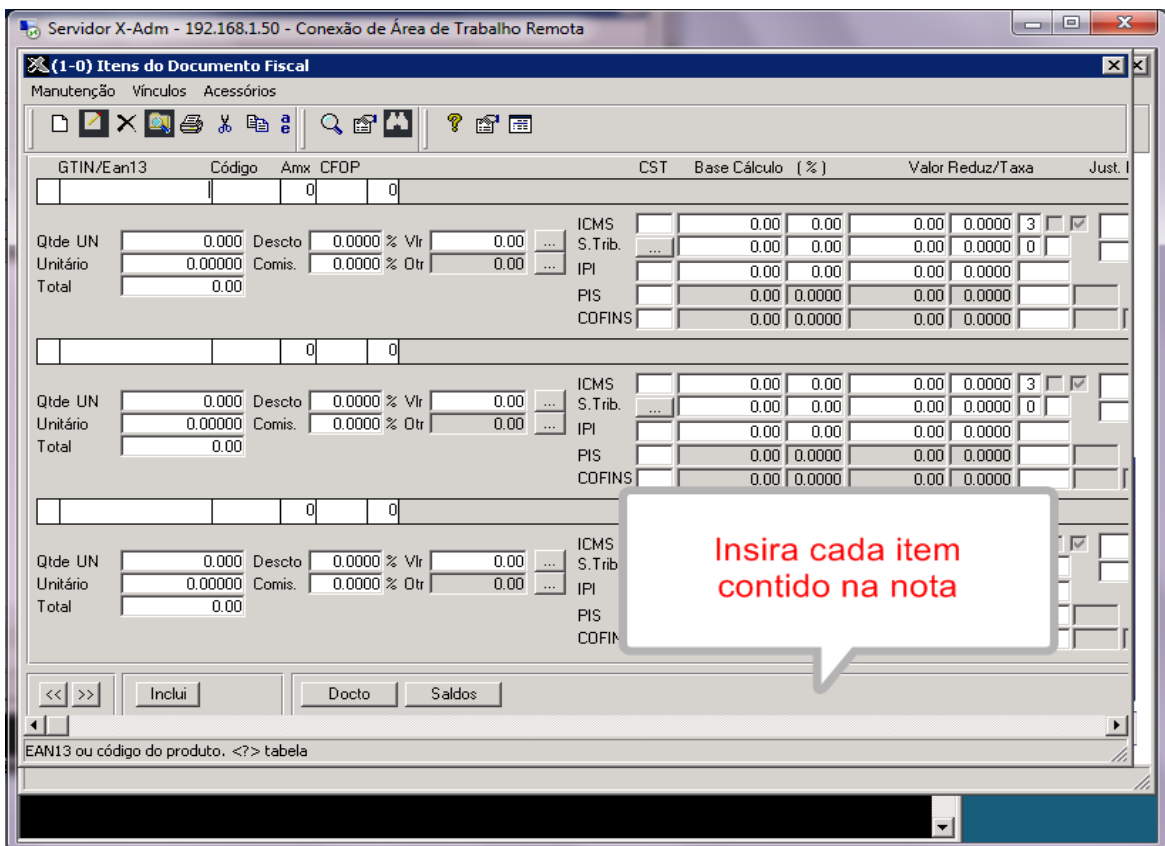 Servidor X-Adm - 192.168.1.50 - Conexão de Área de Trabalho Remota
(1-0) Itens do Documento Fiscal
Manutenção Vínculos Acessórios
GTIN/Ean13 Código Amx CFOP CST Base Cálculo (%) Valor Reduz/Taxa Just.
0 0
ICMS 0.00 0.00 0.00 0.0000 3
Qtde UN 0.000 Descto 0.0000 % Vlr 0.00 ... S.Trib. ... 0.00 0.00 0.00 0.0000 0
Unitário 0.00000 Comis. 0.0000 % Otr 0.00 ... IPI 0.00 0.00 0.00 0.0000
Total 0.00
PIS 0.00 0.0000 0.00 0.0000
COFINS 0.00 0.0000 0.00 0.0000
0 0
ICMS 0.00 0.00 0.00 0.0000 3
Qtde UN 0.000 Descto 0.0000 % Vlr 0.00 ... S.Trib. ... 0.00 0.00 0.00 0.0000 0
Unitário 0.00000 Comis. 0.0000 % Otr 0.00 ... IPI 0.00 0.00 0.00 0.0000
Total 0.00
PIS 0.00 0.0000 0.00 0.0000
COFINS 0.00 0.0000 0.00 0.0000
0 0
ICMS
Qtde UN 0.000 Descto 0.0000 % Vlr 0.00 ... S.Trib
Unitário 0.00000 Comis. 0.0000 % Otr 0.00 ... IPI
Total 0.00
PIS
COFIN
Insira cada item
contido na nota
<< >> Inclui Docto Saldos
EAN13 ou código do produto. <?> tabela